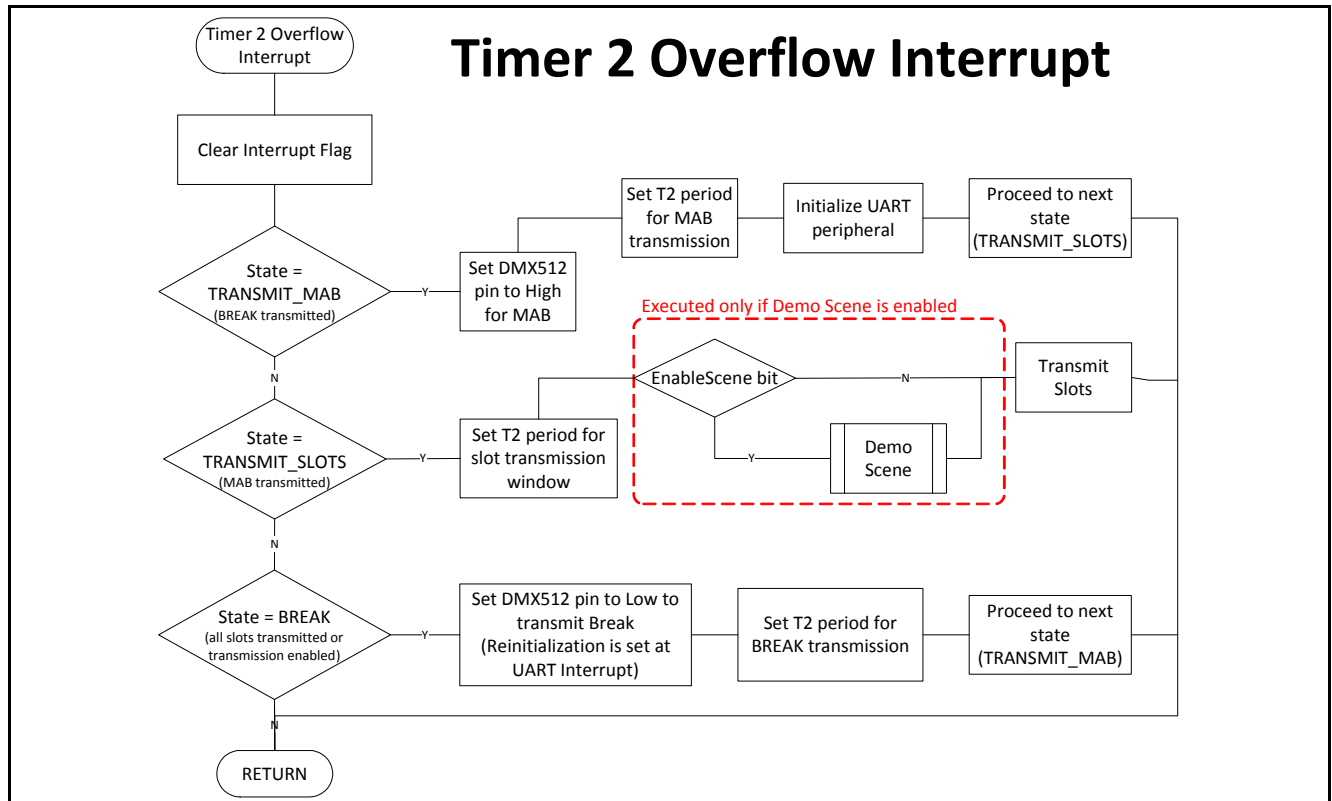 Timer 2 Overflow Interrupt
Timer 2 Overflow
Interrupt
Clear Interrupt Flag
State =
TRANSMIT_MAB
(BREAK transmitted)
Y
Set DMX512
pin to High
for MAB
Set T2 period
for MAB
transmission
Initialize UART
peripheral
Proceed to next
state
(TRANSMIT_SLOTS)
N
State =
TRANSMIT_SLOTS
(MAB transmitted)
Y
Set T2 period for
slot transmission
window
Executed only if Demo Scene is enabled
EnableScene bit
N
Y
Demo
Scene
Transmit
Slots
N
State = BREAK
(all slots transmitted or
transmission enabled)
Y
Set DMX512 pin to Low to
transmit Break
(Reinitialization is set at
UART Interrupt)
Set T2 period for
BREAK transmission
Proceed to next
state
(TRANSMIT_MAB)
N
RETURN